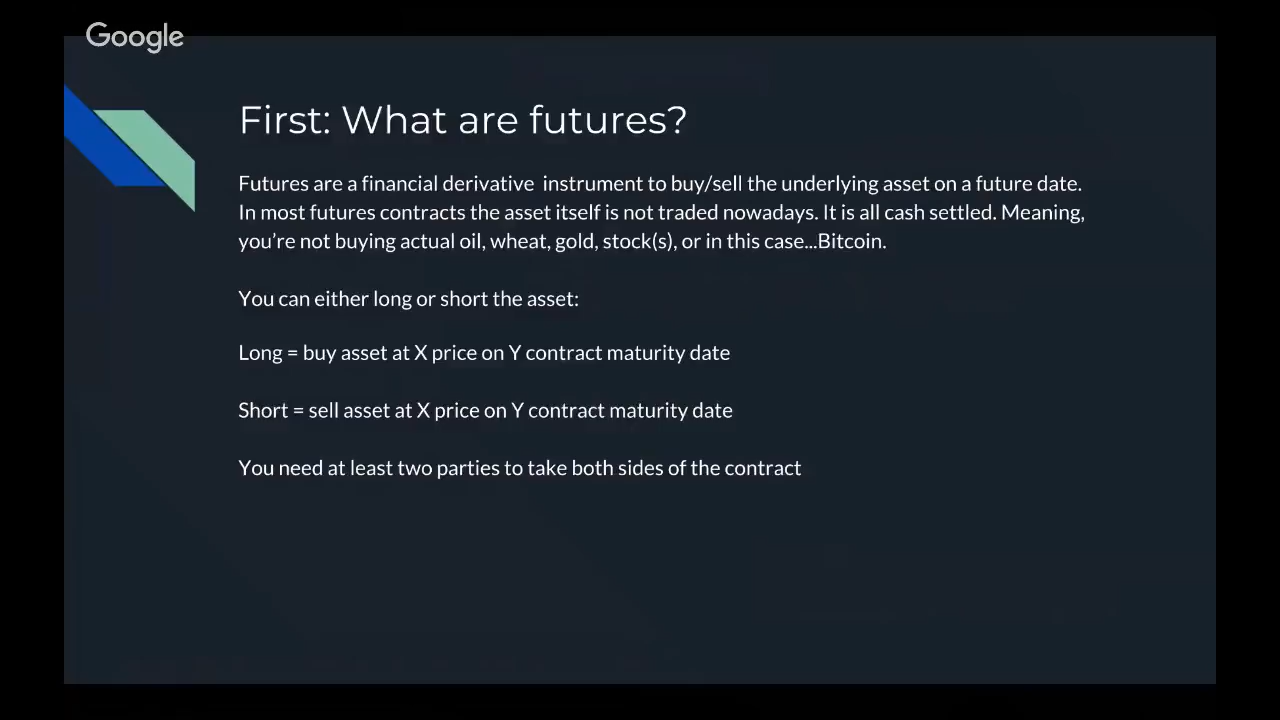 Google
First: What are futures?
Futures are a financial derivative  instrument to buy/sell the underlying asset on a future date.
In most futures contracts the asset itself is not traded nowadays. It is all cash settled. Meaning,
you're not buying actual oil, wheat, gold, stock(s), or in this case...Bitcoin.
You can either long or short the asset:
Long = buy asset at X price on Y contract maturity date
Short = sell asset at X price on Y contract maturity date
You need at least two parties to take both sides of the contract